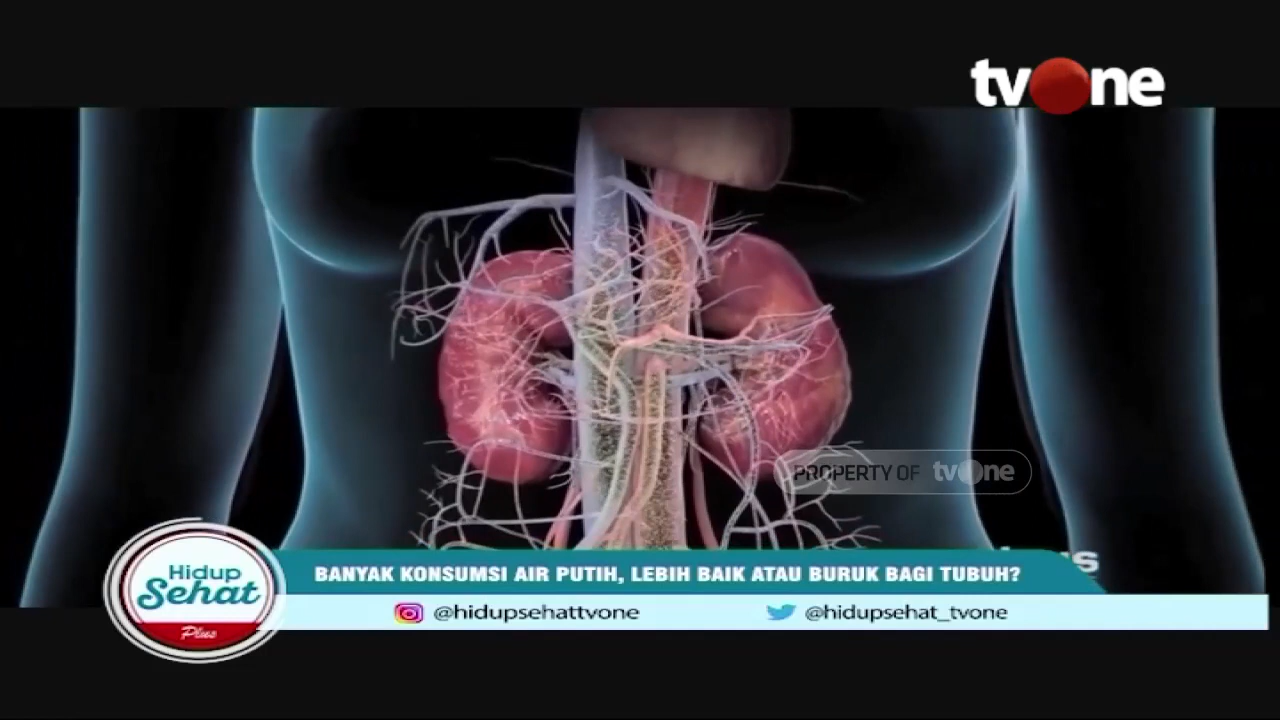 tvOne
PROPERTY OF tvOne
Hidup
Sehat
Plus
BANYAK KONSUMSI AIR PUTIH, LEBIH BAIK ATAU BURUK BAGI TUBUH?
@hidupsehattvone
@hidupsehat_tvone